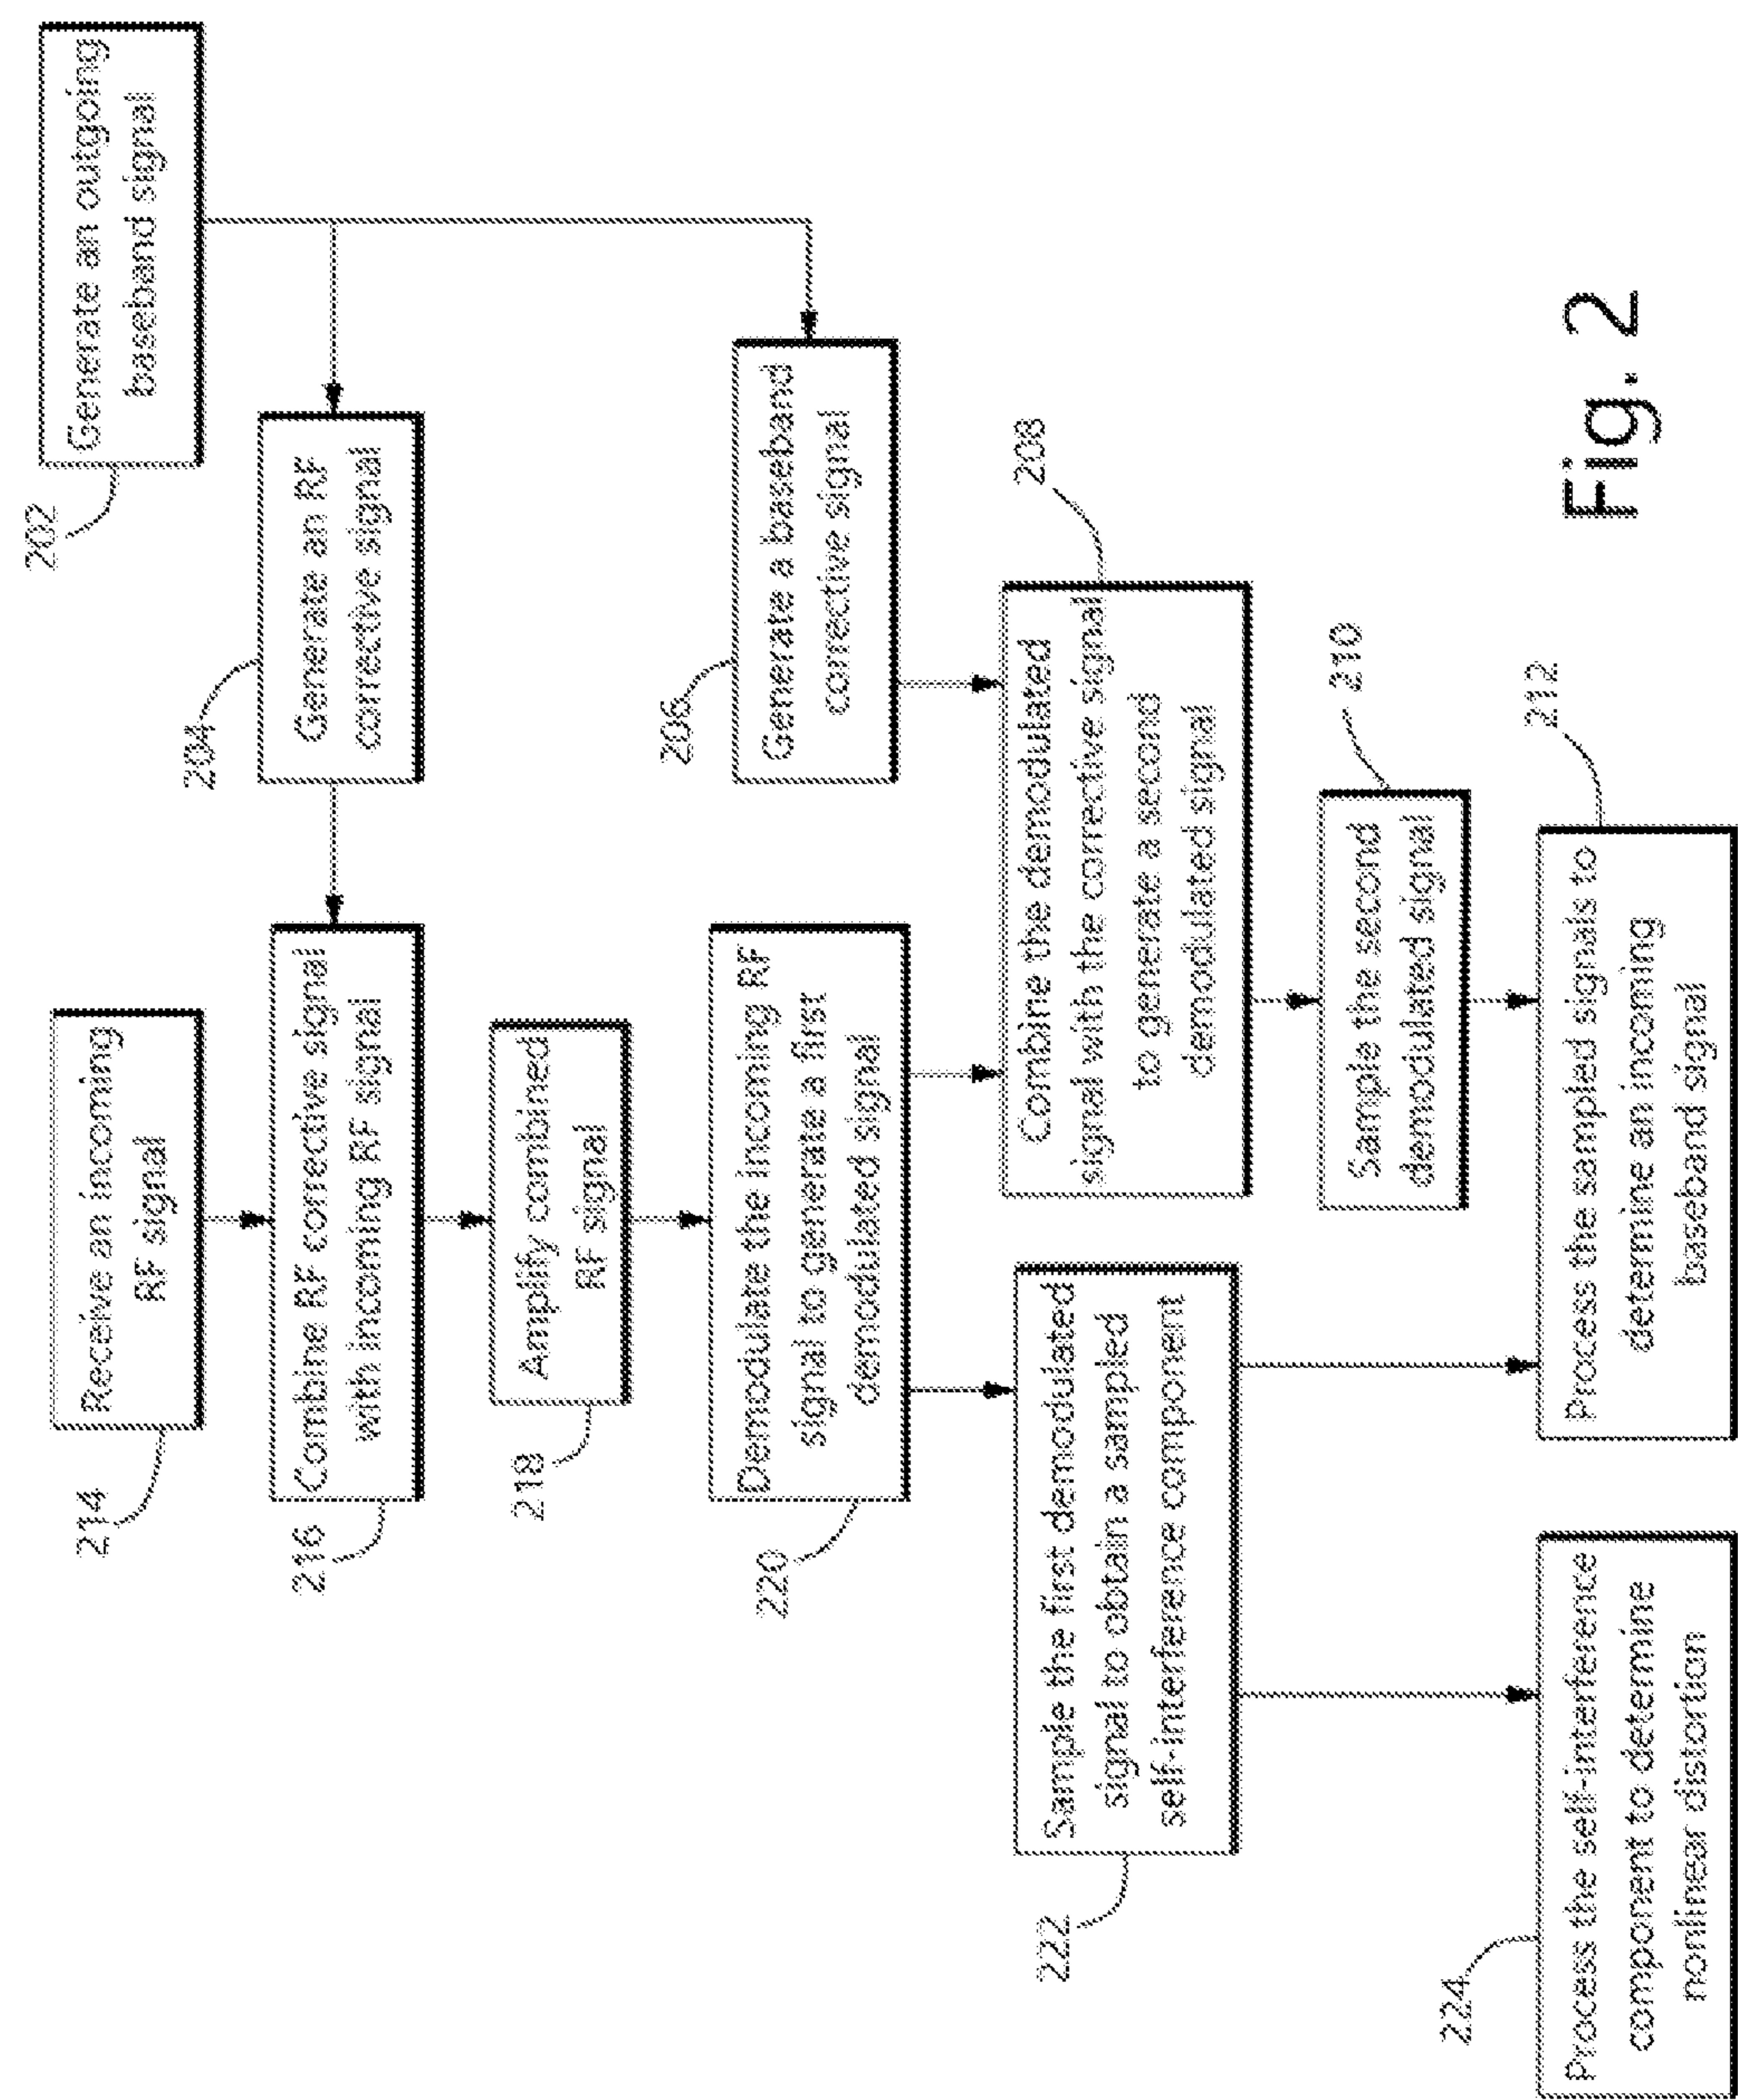 202
Generate an outgoing
baseband signal
204
Generate an RF
corrective signal
206
Generate a baseband
corrective signal
214
Receive an incoming
RF signal
216
Combine RF corrective signal
with incoming RF signal
218
Amplify combined
RF signal
220
Demodulate the incoming RF
signal to generate a first
demodulated signal
208
Combine the demodulated
signal with the corrective signal
to generate a second
demodulated signal
222
Sample the first demodulated
signal to obtain a sampled
self-interference component
210
Sample the second
demodulated signal
212
Process the sampled signals to
determine an incoming
baseband signal
224
Process the self-interference
component to determine
nonlinear distortion
Fig. 2